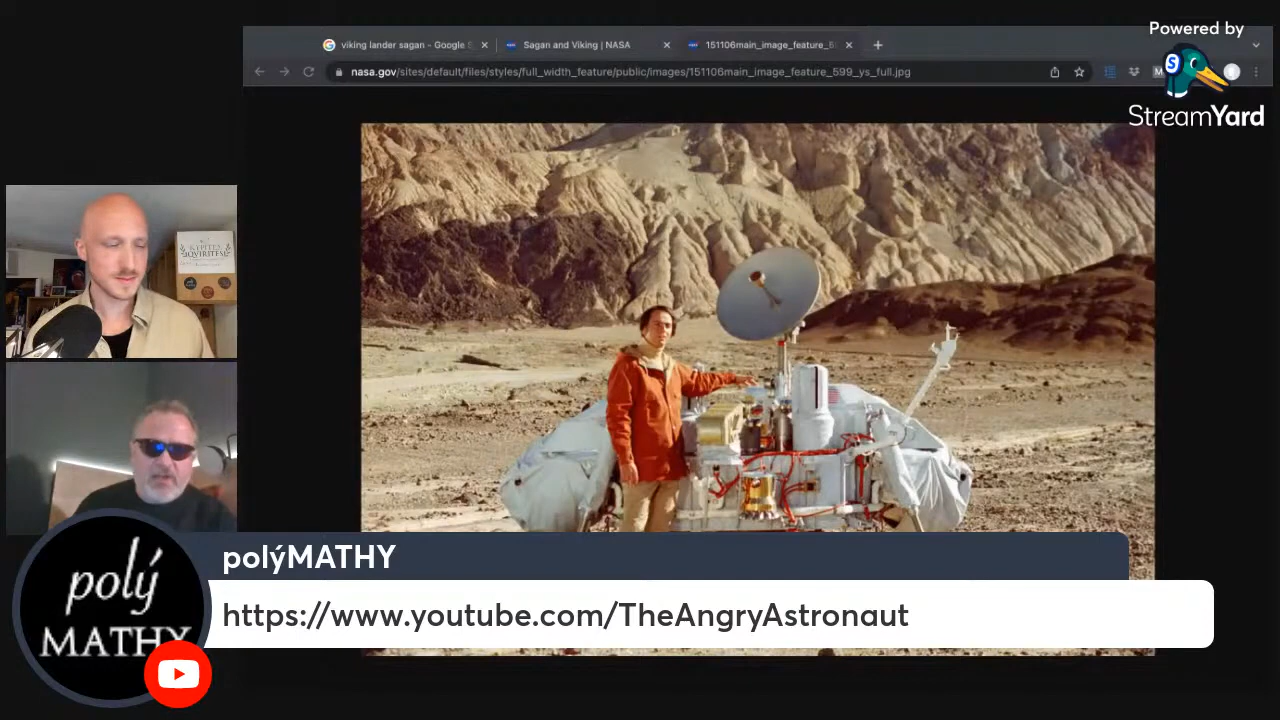 Powered by
StreamYard
viking lander sagan - Google
Sagan and Viking | NASA
151106main_image_feature_
nasa.gov/sites/default/files/styles/full_width_feature/public/images/151106main_image_feature_599_ys_full.jpg
polýMATHY
https://www.youtube.com/TheAngryAstronaut
polý
MATHY